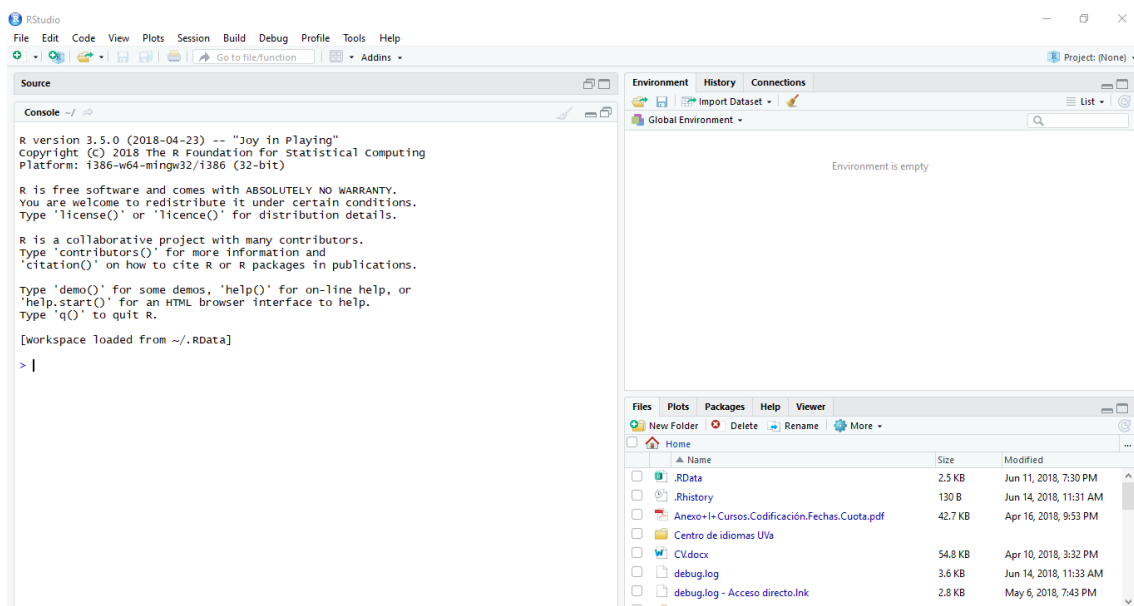 RStudio
File Edit Code View Plots Session Build Debug Profile Tools Help
Go to file/function Addins Project: (None)
Source
Console ~/
R version 3.5.0 (2018-04-23) -- "Joy in Playing"
Copyright (C) 2018 The R Foundation for Statistical Computing
Platform: i386-w64-mingw32/i386 (32-bit)
R is free software and comes with ABSOLUTELY NO WARRANTY.
You are welcome to redistribute it under certain conditions.
Type 'license()' or 'licence()' for distribution details.
R is a collaborative project with many contributors.
Type 'contributors()' for more information and
'citation()' on how to cite R or R packages in publications.
Type 'demo()' for some demos, 'help()' for on-line help, or
'help.start()' for an HTML browser interface to help.
Type 'q()' to quit R.
[Workspace loaded from ~/.RData]
>
Environment History Connections
Import Dataset List
Global Environment
Environment is empty
Files Plots Packages Help Viewer
New Folder Delete Rename More
Home ...
Name Size Modified
.RData 2.5 KB Jun 11, 2018, 7:30 PM
.Rhistory 130 B Jun 14, 2018, 11:31 AM
Anexo+I+Cursos.Codificación.Fechas.Cuota.pdf 42.7 KB Apr 16, 2018, 9:53 PM
Centro de idiomas UVa
CV.docx 54.8 KB Apr 10, 2018, 3:32 PM
debug.log 3.6 KB Jun 14, 2018, 11:33 AM
debug.log - Acceso directo.lnk 2.8 KB May 6, 2018, 7:43 PM